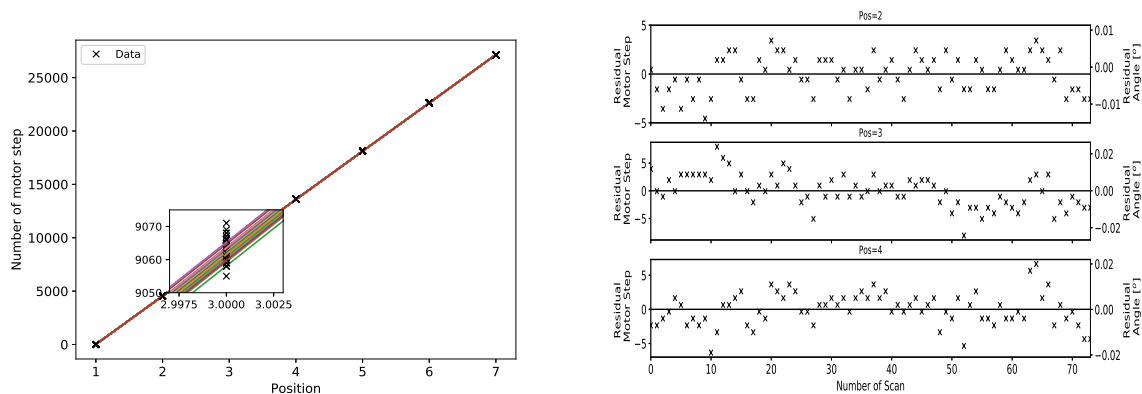 Data
Number of motor step
25000
20000
15000
10000
5000
0
9070
9060
9050
2.9975 3.0000 3.0025
1 2 3 4 5 6 7
Position
Pos=2
Residual
Motor Step
5
0
−5
0.01
0.00
−0.01
Residual
Angle [°]
Pos=3
Residual
Motor Step
5
0
−5
0.02
0.00
−0.02
Residual
Angle [°]
Pos=4
Residual
Motor Step
5
0
−5
0.02
0.00
−0.02
Residual
Angle [°]
0 10 20 30 40 50 60 70
Number of Scan